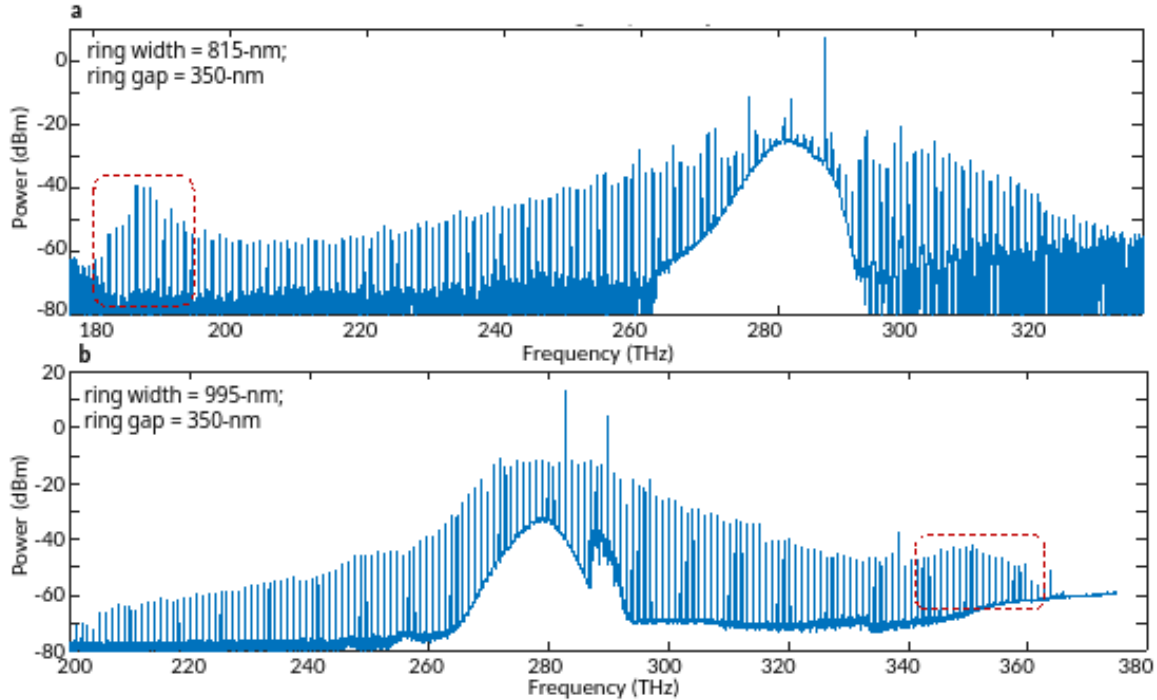 a
ring width = 815-nm;
ring gap = 350-nm
0
-20
-40
-60
-80
Power (dBm)
180 200 220 240 260 280 300 320
Frequency (THz)
b
ring width = 995-nm;
ring gap = 350-nm
20
0
-20
-40
-60
-80
Power (dBm)
200 220 240 260 280 300 320 340 360 380
Frequency (THz)